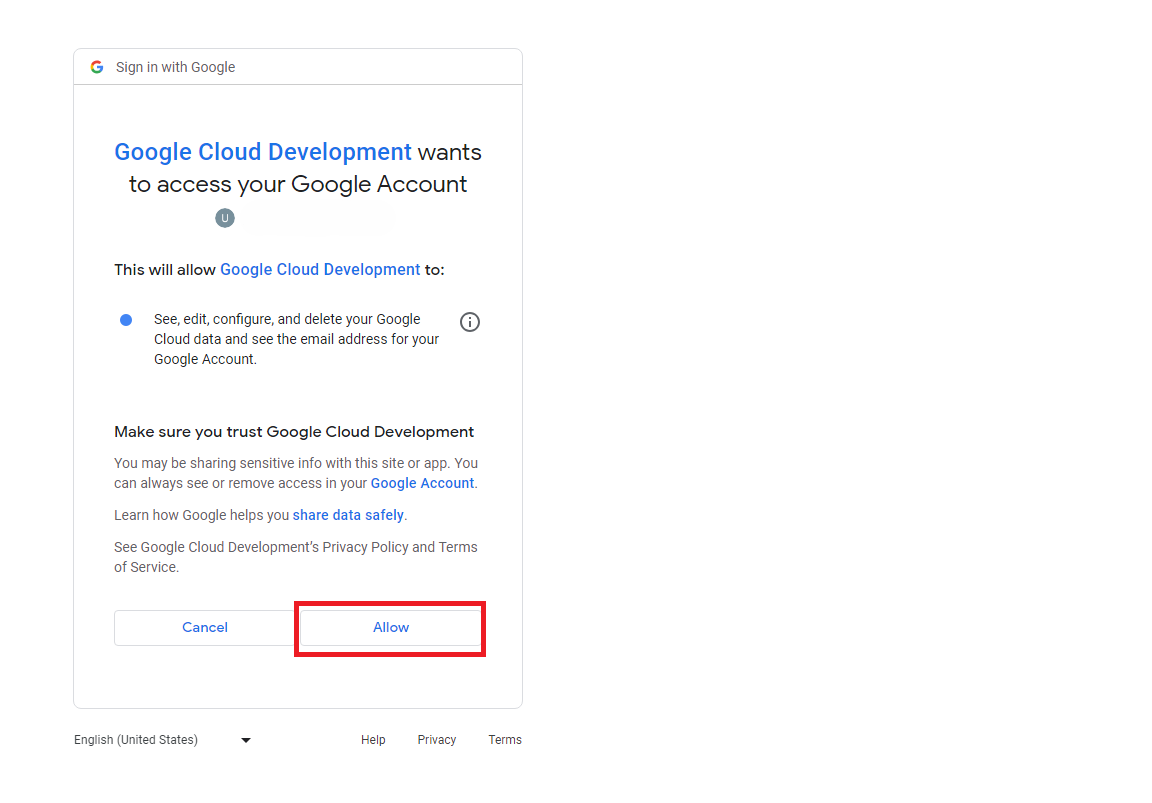 Sign in with Google
Google Cloud Development wants
to access your Google Account
U
This will allow Google Cloud Development to:
See, edit, configure, and delete your Google
Cloud data and see the email address for your
Google Account.
Make sure you trust Google Cloud Development
You may be sharing sensitive info with this site or app. You
can always see or remove access in your Google Account.
Learn how Google helps you share data safely.
See Google Cloud Development's Privacy Policy and Terms
of Service.
Cancel Allow
English (United States) Help Privacy Terms